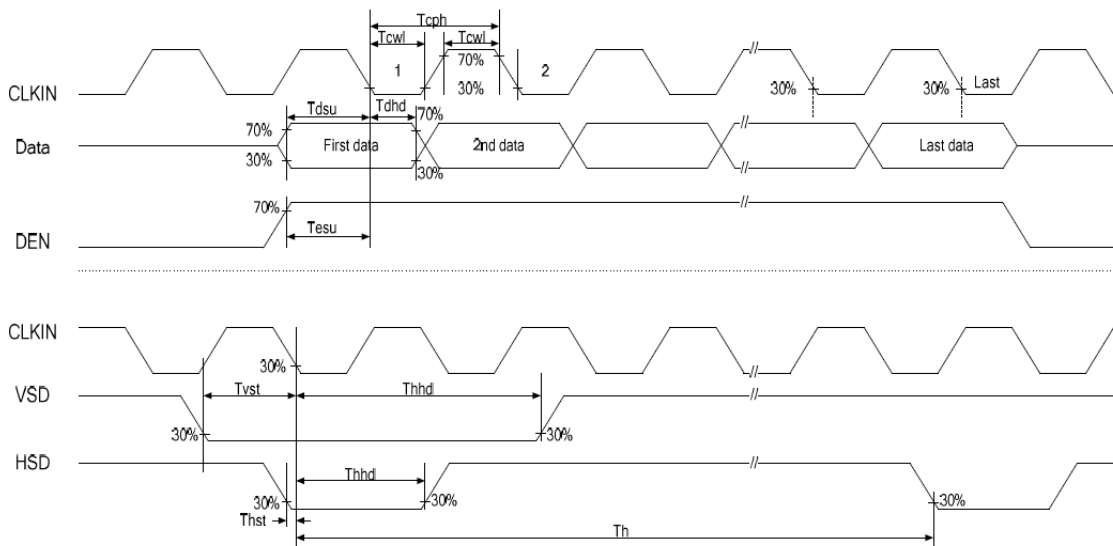 Tcph
Tcwl Tcwl
70%
CLKIN 1 30% 2 30% 30% Last
Tdsu Tdhd
70% 70%
Data First data 2nd data Last data
30% 30%
70%
DEN Tesu
CLKIN
30%
VSD Tvst Thhd
30% 30%
HSD
Thhd
30% 30% 30%
Thst
Th